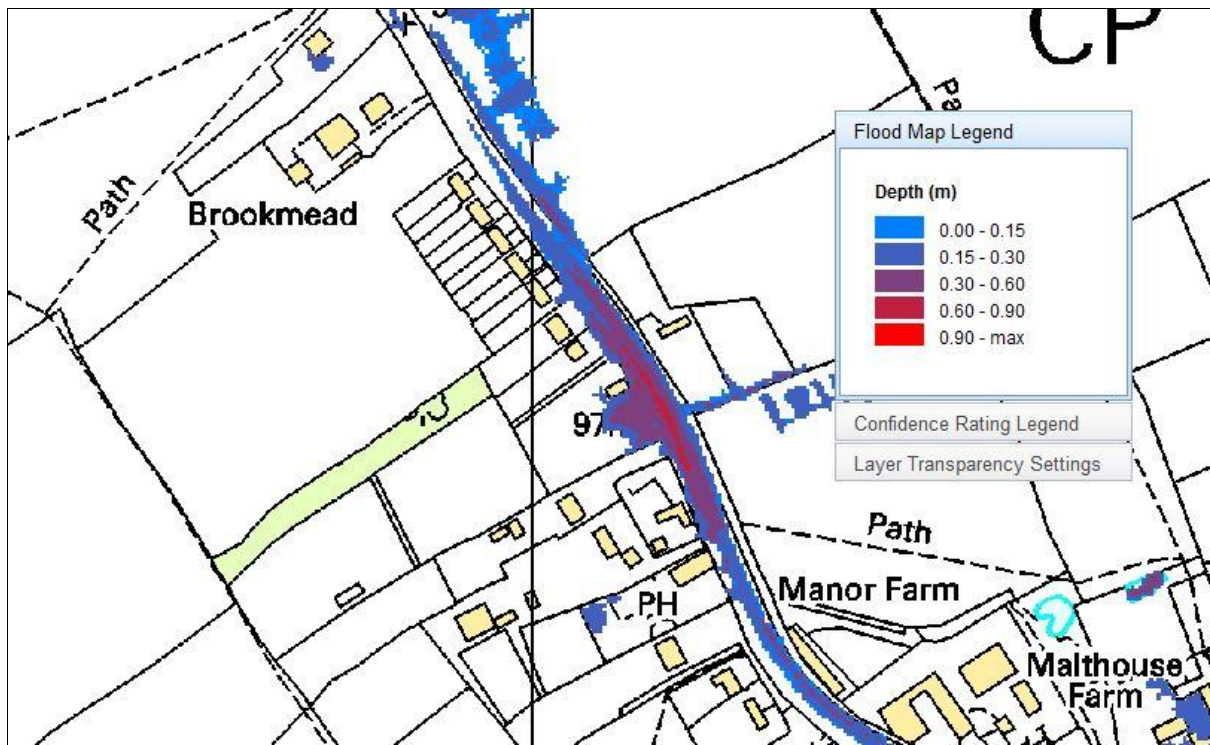 CP
Path
Flood Map Legend
Depth (m)
0.00 - 0.15
0.15 - 0.30
0.30 - 0.60
0.60 - 0.90
0.90 - max
Confidence Rating Legend
Layer Transparency Settings
Brookmead
Path
Path
Manor Farm
PH
Malthouse
Farm